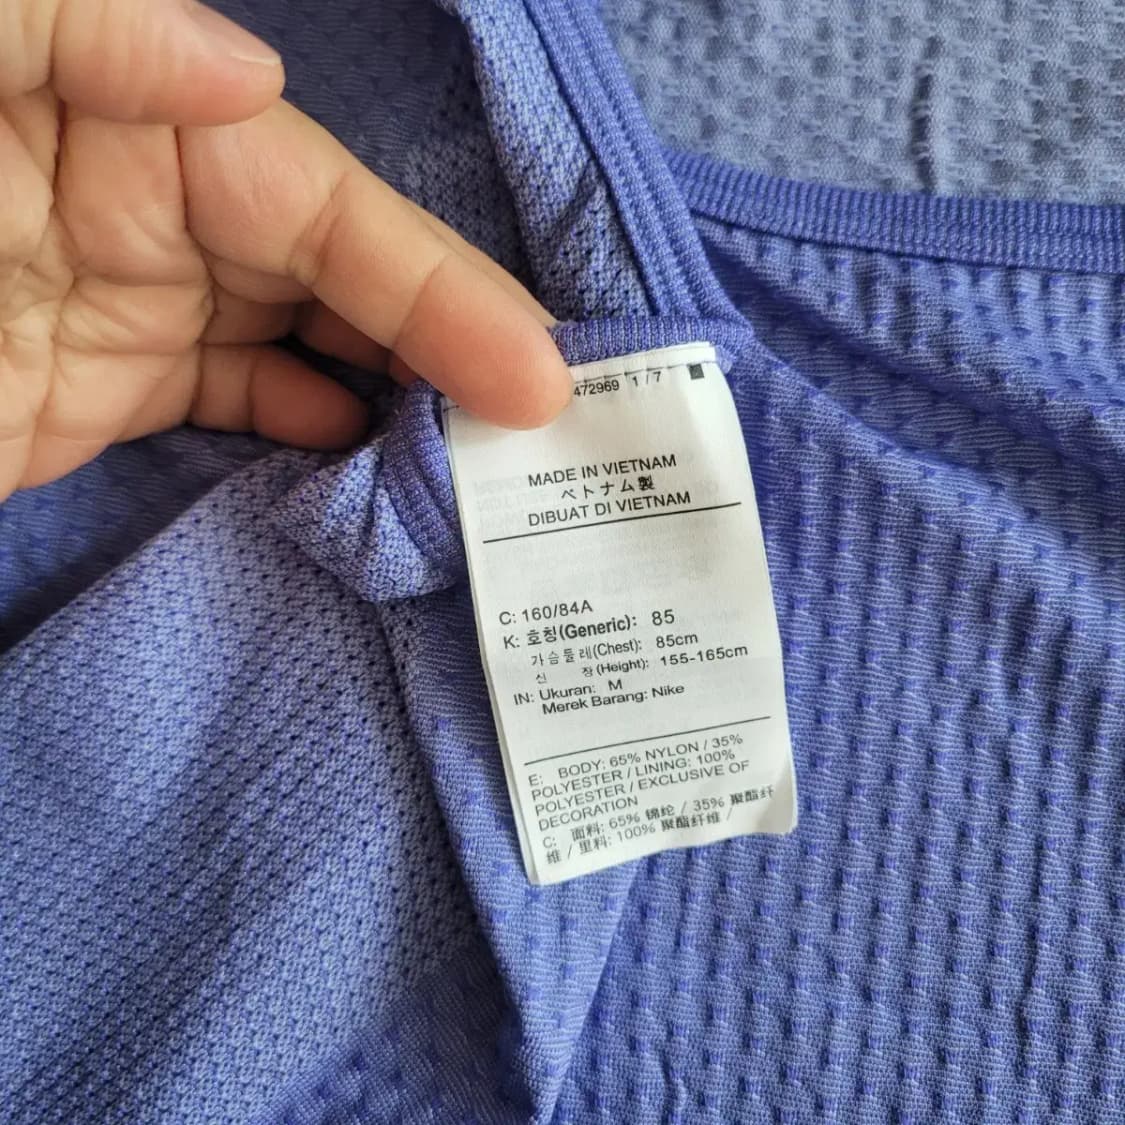 472969 1 / 7
MADE IN VIETNAM
ベトナム製
DIBUAT DI VIETNAM
C: 160/84A
K: 호칭(Generic): 85
가슴둘레(Chest): 85cm
신 장(Height): 155-165cm
IN: Ukuran: M
Merek Barang: Nike
E: BODY: 65% NYLON / 35%
POLYESTER / LINING: 100%
POLYESTER / EXCLUSIVE OF
DECORATION
C: 面料: 65% 锦纶 / 35% 聚酯纤
维 / 里料: 100% 聚酯纤维 /